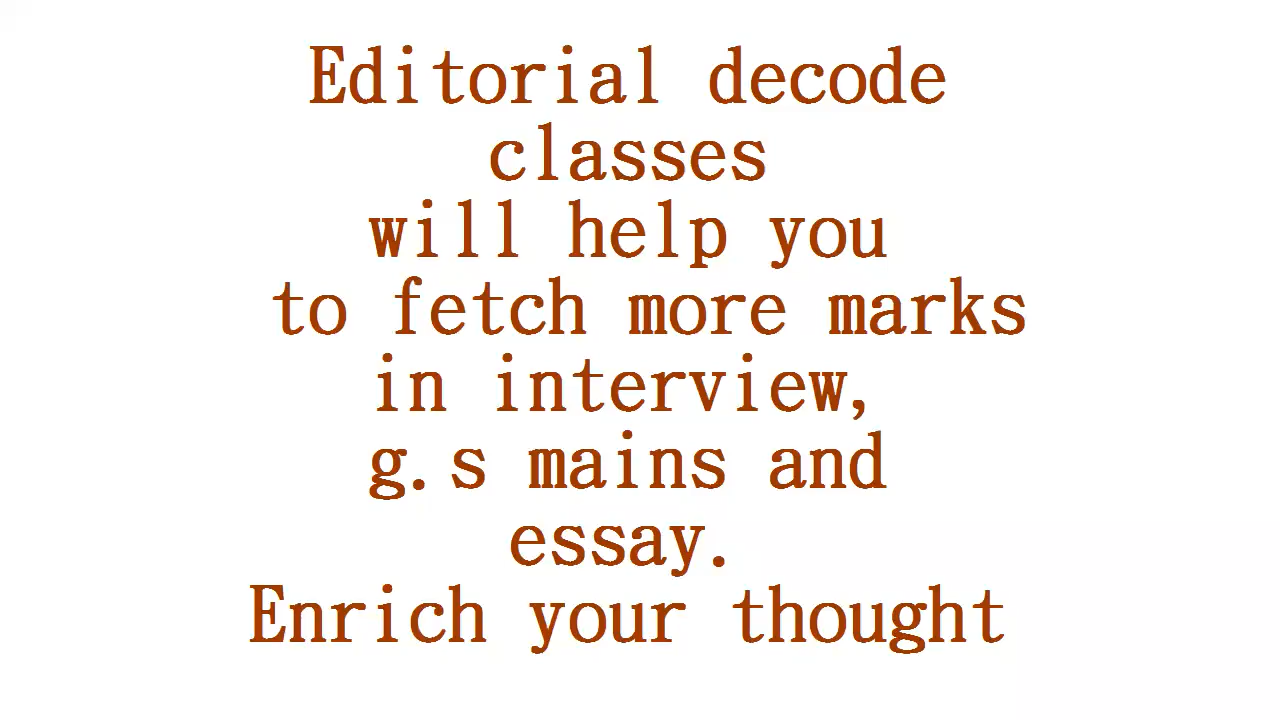 Editorial decode
classes
will help you
to fetch more marks
in interview,
g.s mains and
essay.
Enrich your thought